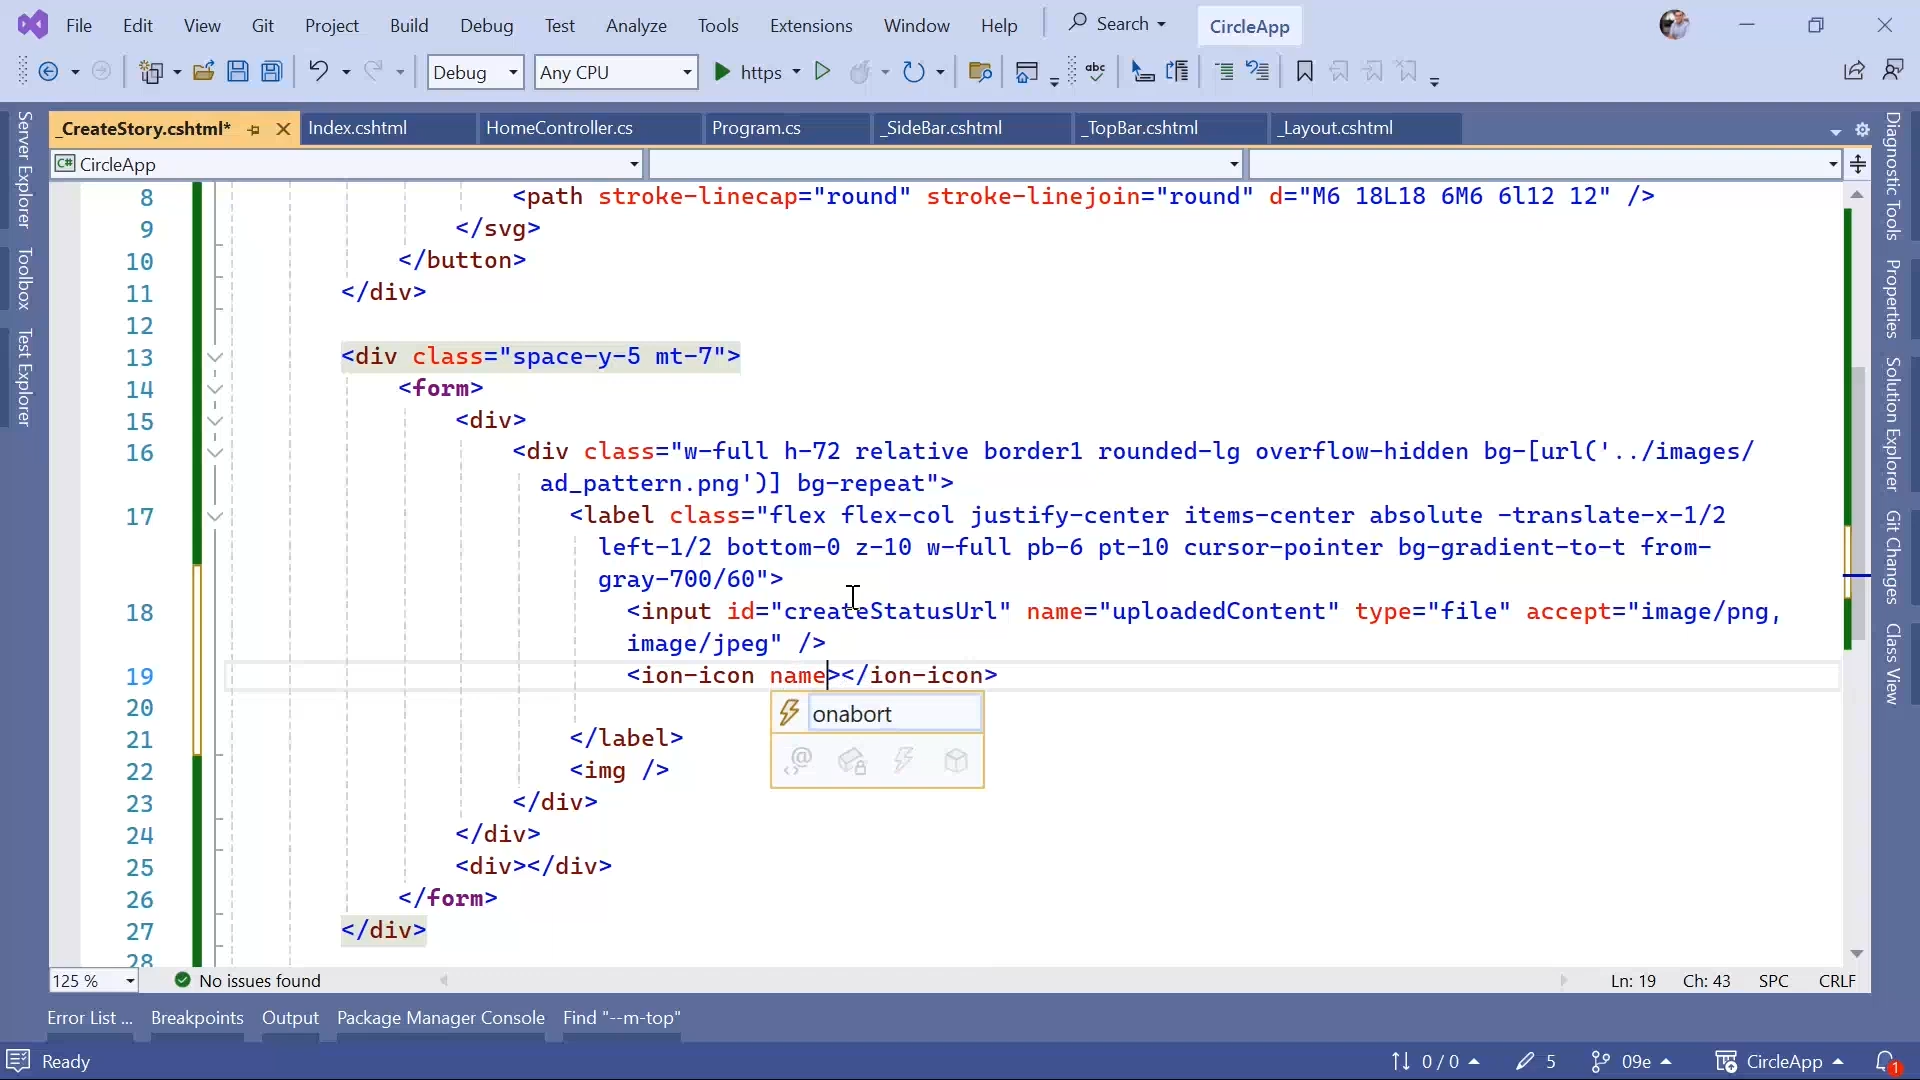 File Edit View Git Project Build Debug Test Analyze Tools Extensions Window Help Search CircleApp
Debug Any CPU https abc
_CreateStory.cshtml* Index.cshtml HomeController.cs Program.cs _SideBar.cshtml _TopBar.cshtml _Layout.cshtml
C# CircleApp
Server Explorer
Toolbox
Test Explorer
8 <path stroke-linecap="round" stroke-linejoin="round" d="M6 18L18 6M6 6l12 12" />
9 </svg>
10 </button>
11 </div>
12
13 <div class="space-y-5 mt-7">
14 <form>
15 <div>
16 <div class="w-full h-72 relative border1 rounded-lg overflow-hidden bg-[url('../images/
ad_pattern.png')] bg-repeat">
17 <label class="flex flex-col justify-center items-center absolute -translate-x-1/2
left-1/2 bottom-0 z-10 w-full pb-6 pt-10 cursor-pointer bg-gradient-to-t from-
gray-700/60">
18 <input id="createStatusUrl" name="uploadedContent" type="file" accept="image/png,
image/jpeg" />
19 <ion-icon name></ion-icon>
20 onabort
21 </label>
22 <img />
23 </div>
24 </div>
25 <div></div>
26 </form>
27 </div>
28
Diagnostic Tools
Properties
Solution Explorer
Git Changes
Class View
125 % No issues found Ln: 19 Ch: 43 SPC CRLF
Error List ... Breakpoints Output Package Manager Console Find "--m-top"
Ready 0 / 0 5 09e CircleApp 1